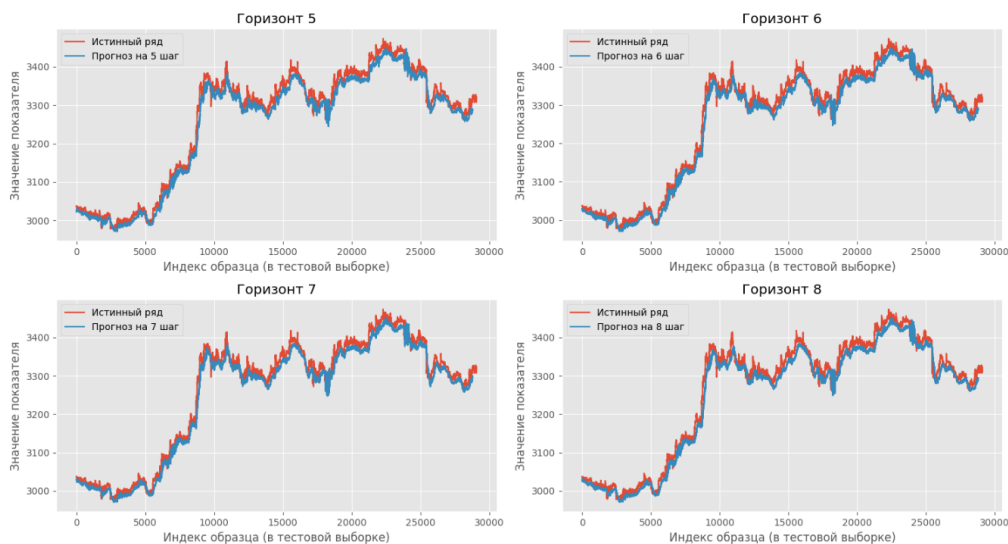 Горизонт 5
Истинный ряд
Прогноз на 5 шаг
Значение показателя
3400
3300
3200
3100
3000
0 5000 10000 15000 20000 25000 30000
Индекс образца (в тестовой выборке)
Горизонт 6
Истинный ряд
Прогноз на 6 шаг
Значение показателя
3400
3300
3200
3100
3000
0 5000 10000 15000 20000 25000 30000
Индекс образца (в тестовой выборке)
Горизонт 7
Истинный ряд
Прогноз на 7 шаг
Значение показателя
3400
3300
3200
3100
3000
0 5000 10000 15000 20000 25000 30000
Индекс образца (в тестовой выборке)
Горизонт 8
Истинный ряд
Прогноз на 8 шаг
Значение показателя
3400
3300
3200
3100
3000
0 5000 10000 15000 20000 25000 30000
Индекс образца (в тестовой выборке)